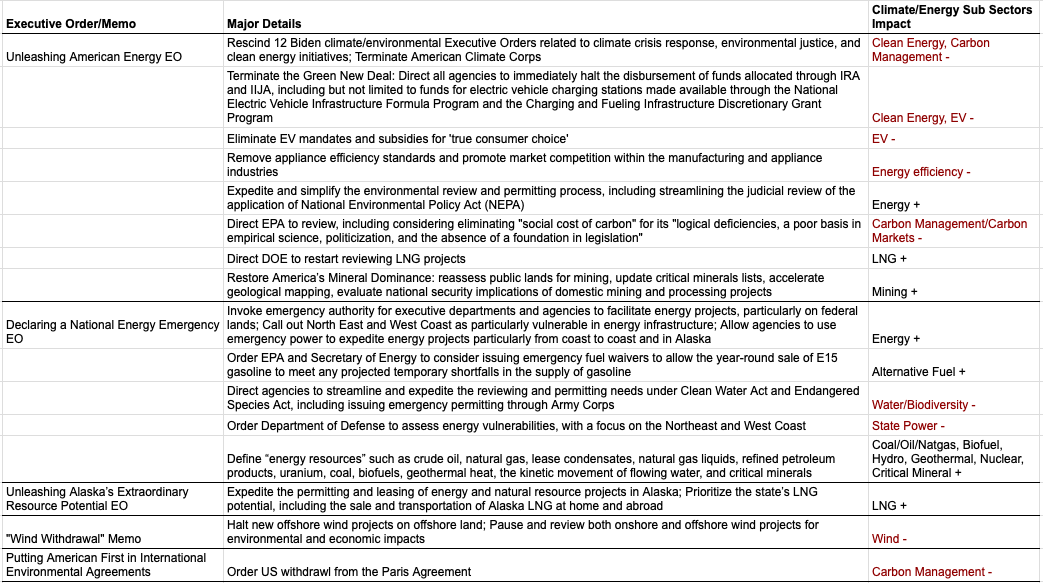 Executive Order/Memo
Major Details
Climate/Energy Sub Sectors
Impact
Unleashing American Energy EO
Rescind 12 Biden climate/environmental Executive Orders related to climate crisis response, environmental justice, and
clean energy initiatives; Terminate American Climate Corps
Clean Energy, Carbon
Management -
Terminate the Green New Deal: Direct all agencies to immediately halt the disbursement of funds allocated through IRA
and IIJA, including but not limited to funds for electric vehicle charging stations made available through the National
Electric Vehicle Infrastructure Formula Program and the Charging and Fueling Infrastructure Discretionary Grant
Program
Clean Energy, EV -
Eliminate EV mandates and subsidies for 'true consumer choice'
EV -
Remove appliance efficiency standards and promote market competition within the manufacturing and appliance
industries
Energy efficiency -
Expedite and simplify the environmental review and permitting process, including streamlining the judicial review of the
application of National Environmental Policy Act (NEPA)
Energy +
Direct EPA to review, including considering eliminating "social cost of carbon" for its "logical deficiencies, a poor basis in
empirical science, politicization, and the absence of a foundation in legislation"
Carbon Management/Carbon
Markets -
Direct DOE to restart reviewing LNG projects
LNG +
Restore America's Mineral Dominance: reassess public lands for mining, update critical minerals lists, accelerate
geological mapping, evaluate national security implications of domestic mining and processing projects
Mining +
Declaring a National Energy Emergency
EO
Invoke emergency authority for executive departments and agencies to facilitate energy projects, particularly on federal
lands; Call out North East and West Coast as particularly vulnerable in energy infrastructure; Allow agencies to use
emergency power to expedite energy projects particularly from coast to coast and in Alaska
Energy +
Order EPA and Secretary of Energy to consider issuing emergency fuel waivers to allow the year-round sale of E15
gasoline to meet any projected temporary shortfalls in the supply of gasoline
Alternative Fuel +
Direct agencies to streamline and expedite the reviewing and permitting needs under Clean Water Act and Endangered
Species Act, including issuing emergency permitting through Army Corps
Water/Biodiversity -
Order Department of Defense to assess energy vulnerabilities, with a focus on the Northeast and West Coast
State Power -
Define “energy resources” such as crude oil, natural gas, lease condensates, natural gas liquids, refined petroleum
products, uranium, coal, biofuels, geothermal heat, the kinetic movement of flowing water, and critical minerals
Coal/Oil/Natgas, Biofuel,
Hydro, Geothermal, Nuclear,
Critical Mineral +
Unleashing Alaska's Extraordinary
Resource Potential EO
Expedite the permitting and leasing of energy and natural resource projects in Alaska; Prioritize the state's LNG
potential, including the sale and transportation of Alaska LNG at home and abroad
LNG +
"Wind Withdrawal" Memo
Halt new offshore wind projects on offshore land; Pause and review both onshore and offshore wind projects for
environmental and economic impacts
Wind -
Putting American First in International
Environmental Agreements
Order US withdrawl from the Paris Agreement
Carbon Management -